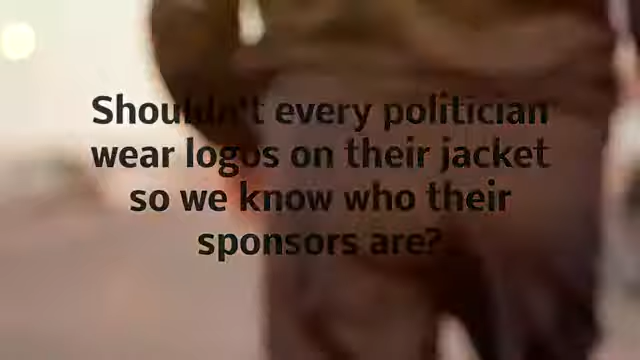 Shouldn't every politician
wear logos on their jacket
so we know who their
sponsors are?